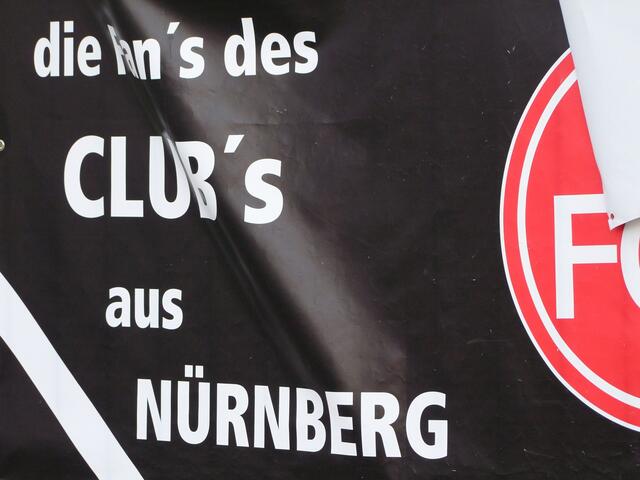 die Fan´s des
CLUB´s
aus
NÜRNBERG
FC